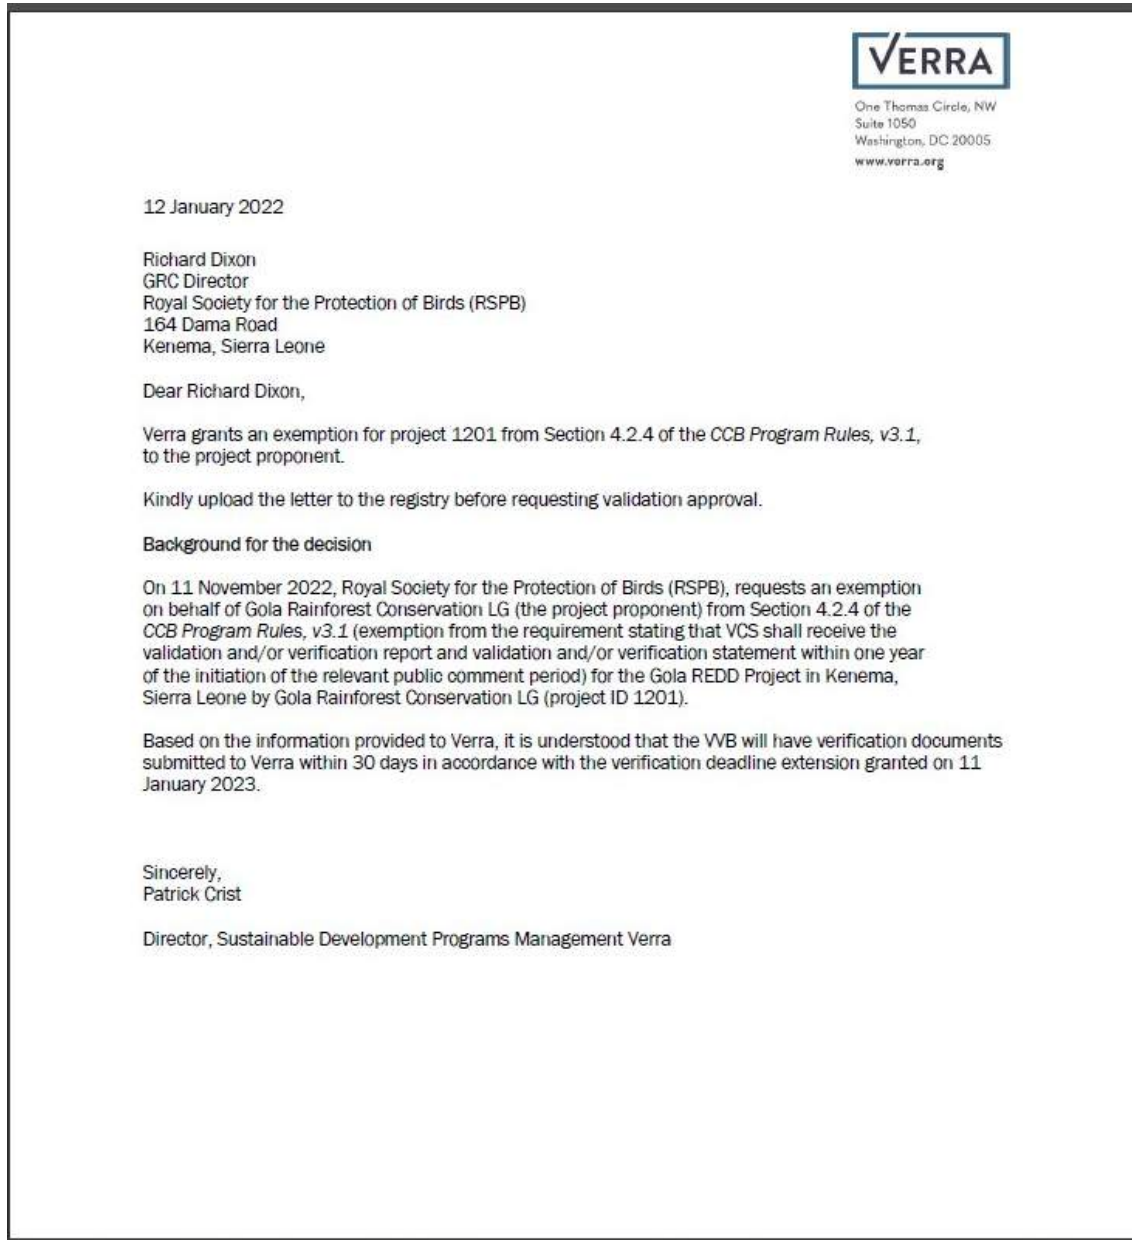 VERRA
One Thomas Circle, NW
Suite 1050
Washington, DC 20005
www.verra.org
12 January 2022
Richard Dixon
GRC Director
Royal Society for the Protection of Birds (RSPB)
164 Dama Road
Kenema, Sierra Leone
Dear Richard Dixon,
Verra grants an exemption for project 1201 from Section 4.2.4 of the CCB Program Rules, v3.1,
to the project proponent.
Kindly upload the letter to the registry before requesting validation approval.
Background for the decision
On 11 November 2022, Royal Society for the Protection of Birds (RSPB), requests an exemption
on behalf of Gola Rainforest Conservation LG (the project proponent) from Section 4.2.4 of the
CCB Program Rules, v3.1 (exemption from the requirement stating that VCS shall receive the
validation and/or verification report and validation and/or verification statement within one year
of the initiation of the relevant public comment period) for the Gola REDD Project in Kenema,
Sierra Leone by Gola Rainforest Conservation LG (project ID 1201).
Based on the information provided to Verra, it is understood that the VVB will have verification documents
submitted to Verra within 30 days in accordance with the verification deadline extension granted on 11
January 2023.
Sincerely,
Patrick Crist
Director, Sustainable Development Programs Management Verra